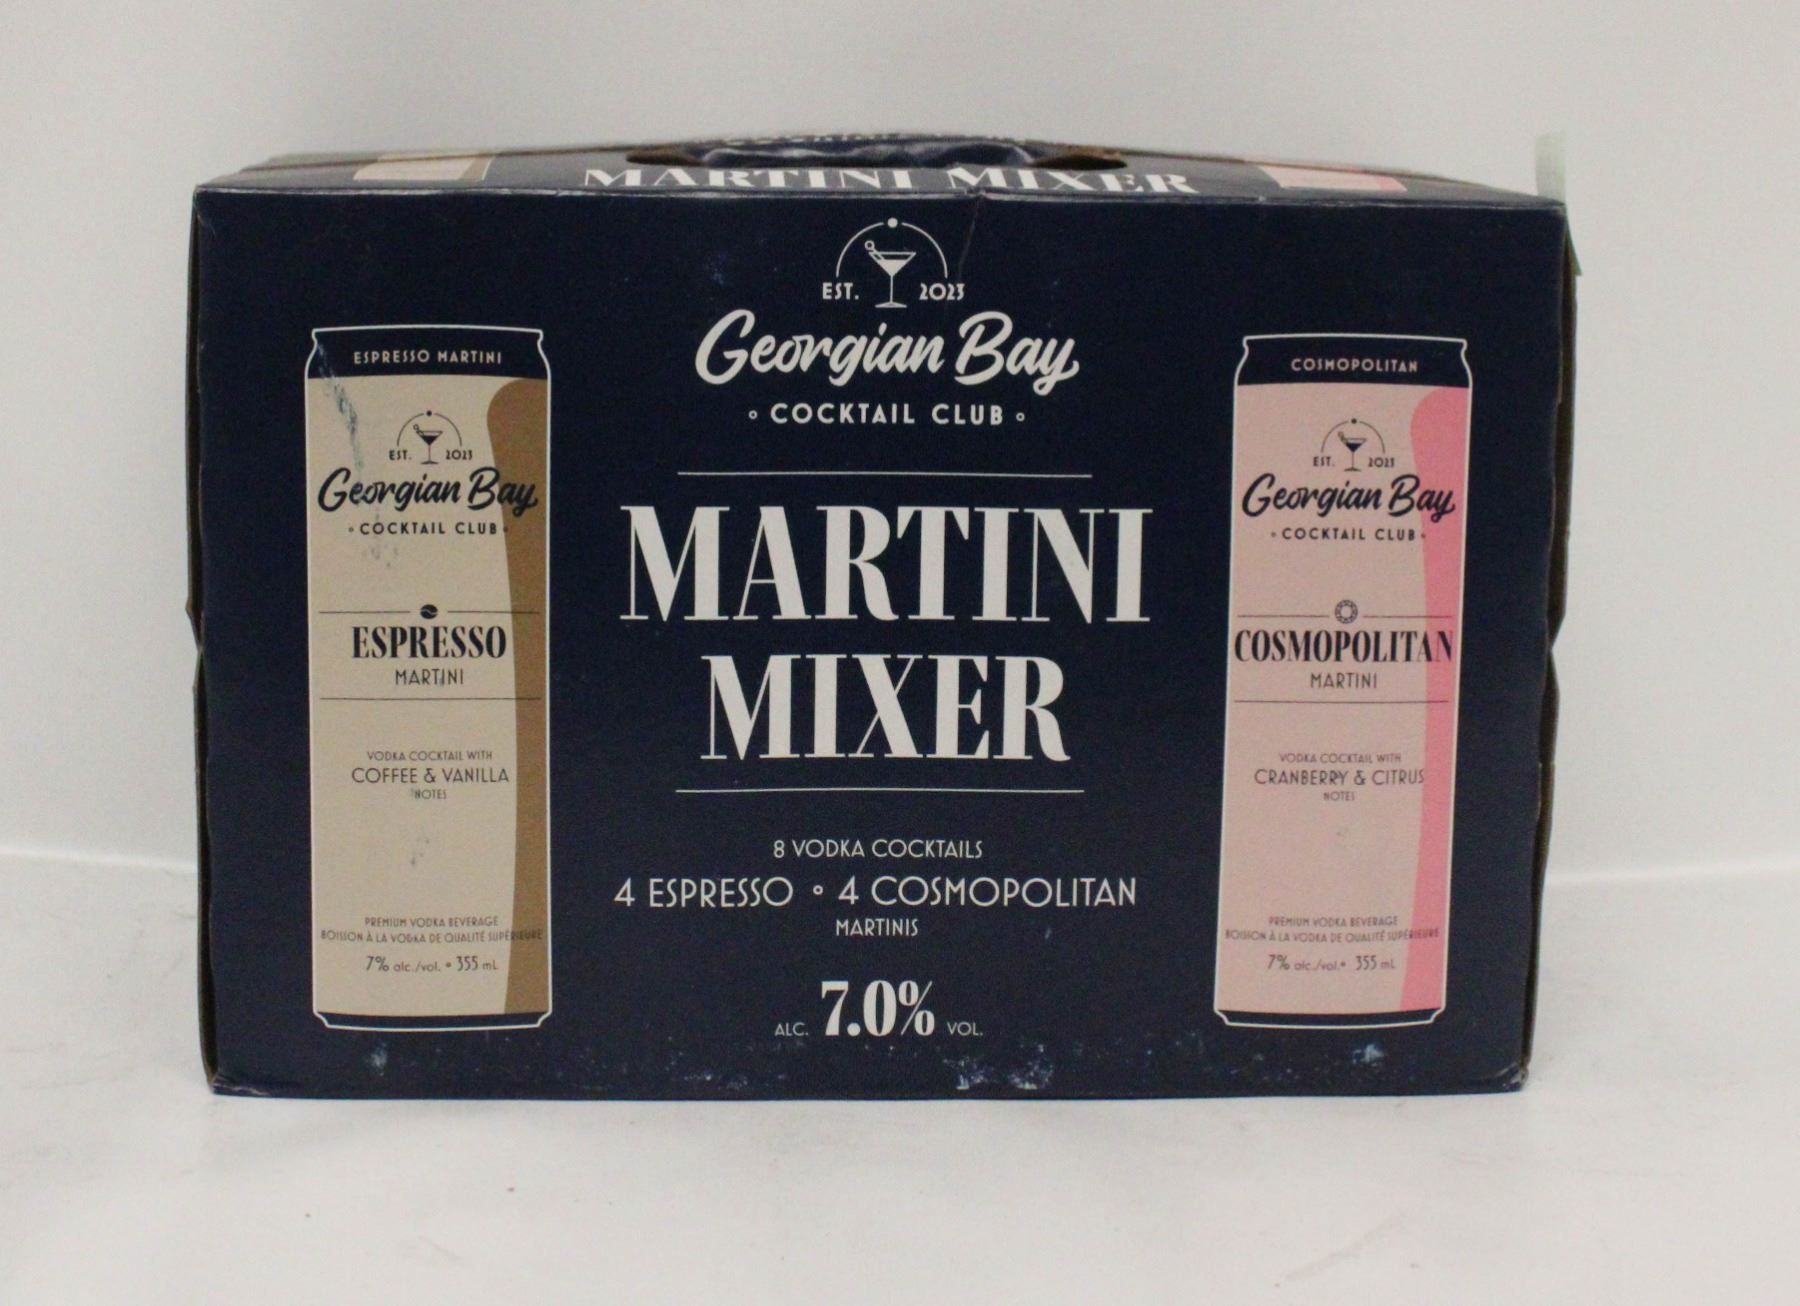 MARTINI MIXER
EST. 2023
Georgian Bay
COCKTAIL CLUB
MARTINI
MIXER
8 VODKA COCKTAILS
4 ESPRESSO • 4 COSMOPOLITAN
MARTINIS
ALC. 7.0% VOL.
ESPRESSO MARTINI
EST. 2023
Georgian Bay
COCKTAIL CLUB
ESPRESSO
MARTINI
VODKA COCKTAIL WITH
COFFEE & VANILLA
NOTES
PREMIUM VODKA BEVERAGE
BOISSON À LA VODKA DE QUALITÉ SUPÉRIEURE
7% alc./vol. • 355 mL
COSMOPOLITAN
EST. 2023
Georgian Bay
COCKTAIL CLUB
COSMOPOLITAN
MARTINI
VODKA COCKTAIL WITH
CRANBERRY & CITRUS
NOTES
PREMIUM VODKA BEVERAGE
BOISSON À LA VODKA DE QUALITÉ SUPÉRIEURE
7% alc./vol. • 355 mL